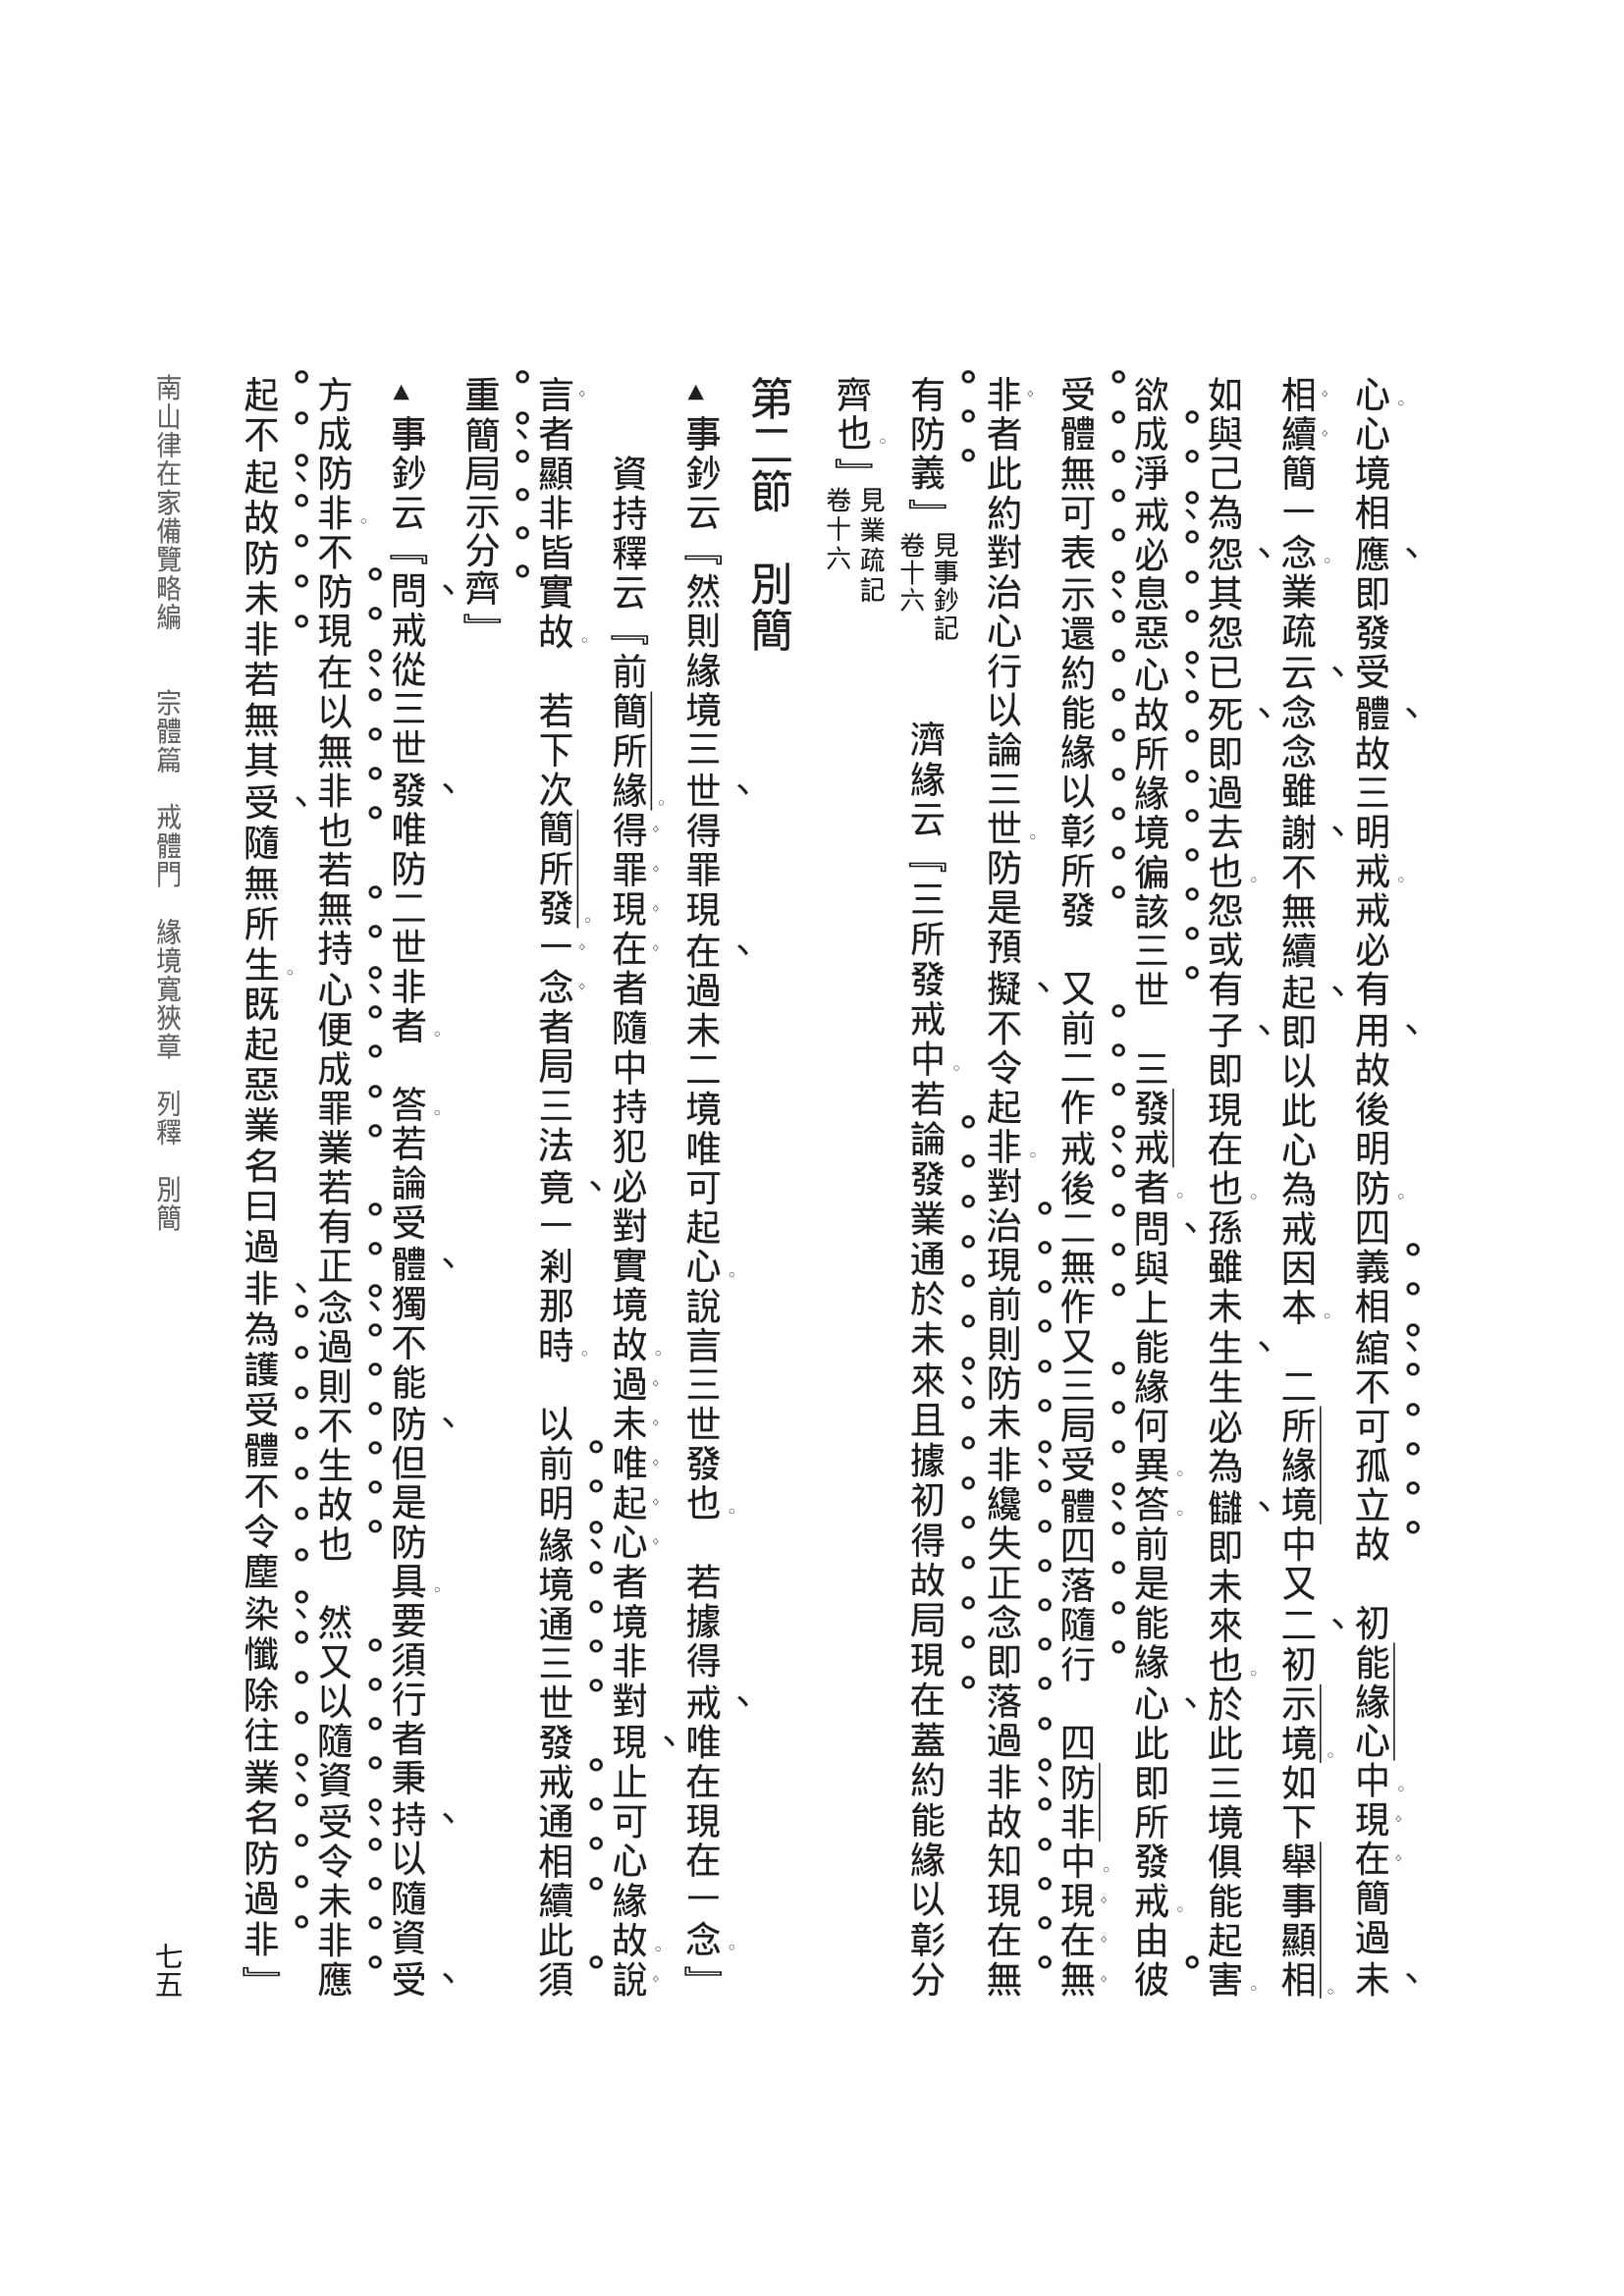 心心境相應即發受體故三明戒戒必有用故後明防四義相綰不可孤立故　初能緣心中現在簡過未
相續簡一念業疏云念念雖謝不無續起即以此心為戒因本　二所緣境中又二初示境如下舉事顯相
如與己為怨其怨已死即過去也怨或有子即現在也孫雖未生生必為讎即未來也於此三境俱能起害
欲成淨戒必息惡心故所緣境徧該三世　三發戒者問與上能緣何異答前是能緣心此即所發戒由彼
受體無可表示還約能緣以彰所發　又前二作戒後二無作又三局受體四落隨行　四防非中現在無
非者此約對治心行以論三世防是預擬不令起非對治現前則防未非纔失正念即落過非故知現在無
有防義』見事鈔記卷十六　　濟緣云『三所發戒中若論發業通於未來且據初得故局現在蓋約能緣以彰分
齊也』見業疏記卷十六
第二節　別簡
▲事鈔云『然則緣境三世得罪現在過未二境唯可起心說言三世發也　若據得戒唯在現在一念』
資持釋云『前簡所緣得罪現在者隨中持犯必對實境故過未唯起心者境非對現止可心緣故說
言者顯非皆實故　若下次簡所發一念者局三法竟一剎那時　以前明緣境通三世發戒通相續此須
重簡局示分齊』
▲事鈔云『問戒從三世發唯防二世非者　答若論受體獨不能防但是防具要須行者秉持以隨資受
方成防非不防現在以無非也若無持心便成罪業若有正念過則不生故也　然又以隨資受令未非應
起不起故防未非若無其受隨無所生既起惡業名曰過非為護受體不令塵染懺除往業名防過非』
南山律在家備覽略編　宗體篇　戒體門　緣境寬狹章　列釋　別簡
七五